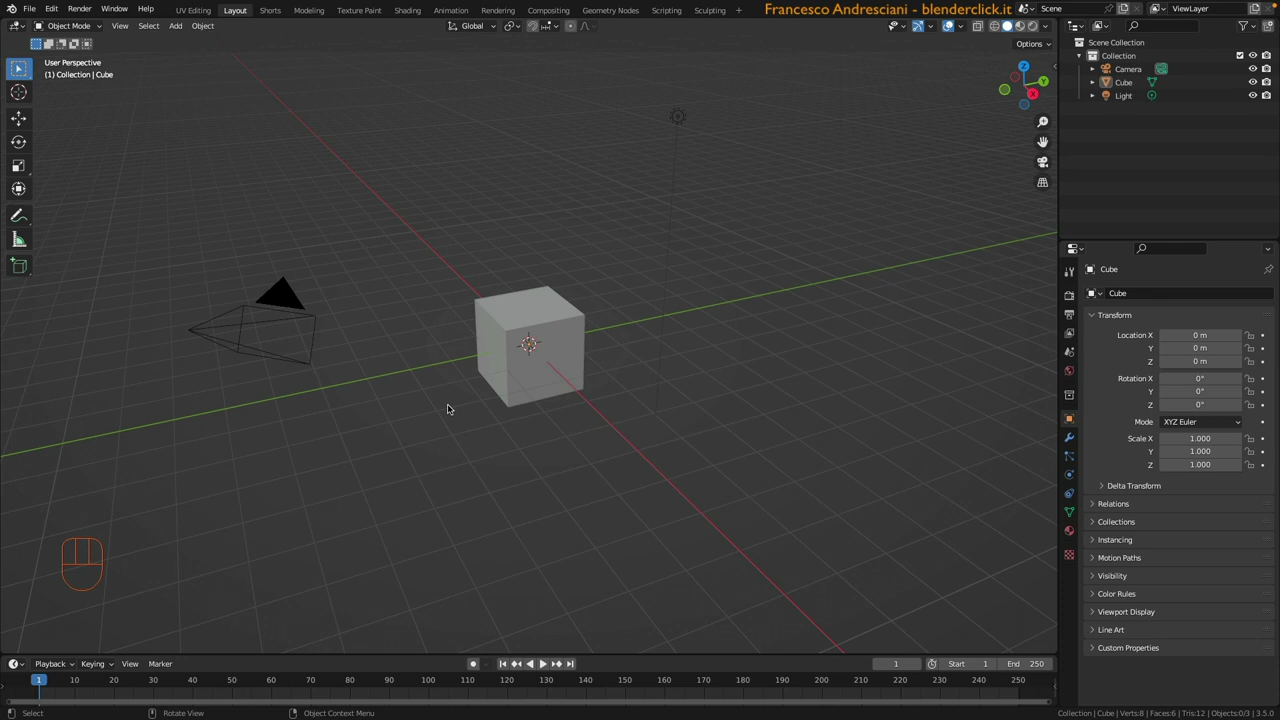 File Edit Render Window Help UV Editing Layout Shorts Modeling Texture Paint Shading Animation Rendering Compositing Geometry Nodes Scripting Sculpting + Francesco Andresciani - blenderclick.it Scene ViewLayer
Object Mode View Select Add Object Global
Options
User Perspective
(1) Collection | Cube
Z
Y
X
Scene Collection
Collection
Camera
Cube
Light
Cube
Cube
Transform
Location X 0 m
Y 0 m
Z 0 m
Rotation X 0°
Y 0°
Z 0°
Mode XYZ Euler
Scale X 1.000
Y 1.000
Z 1.000
Delta Transform
Relations
Collections
Instancing
Motion Paths
Visibility
Color Rules
Viewport Display
Line Art
Custom Properties
Playback Keying View Marker 1 Start 1 End 250
1 10 20 30 40 50 60 70 80 90 100 110 120 130 140 150 160 170 180 190 200 210 220 230 240 250
Select Rotate View Object Context Menu Collection | Cube | Verts:8 | Faces:6 | Tris:12 | Objects:0/3 | 3.5.0